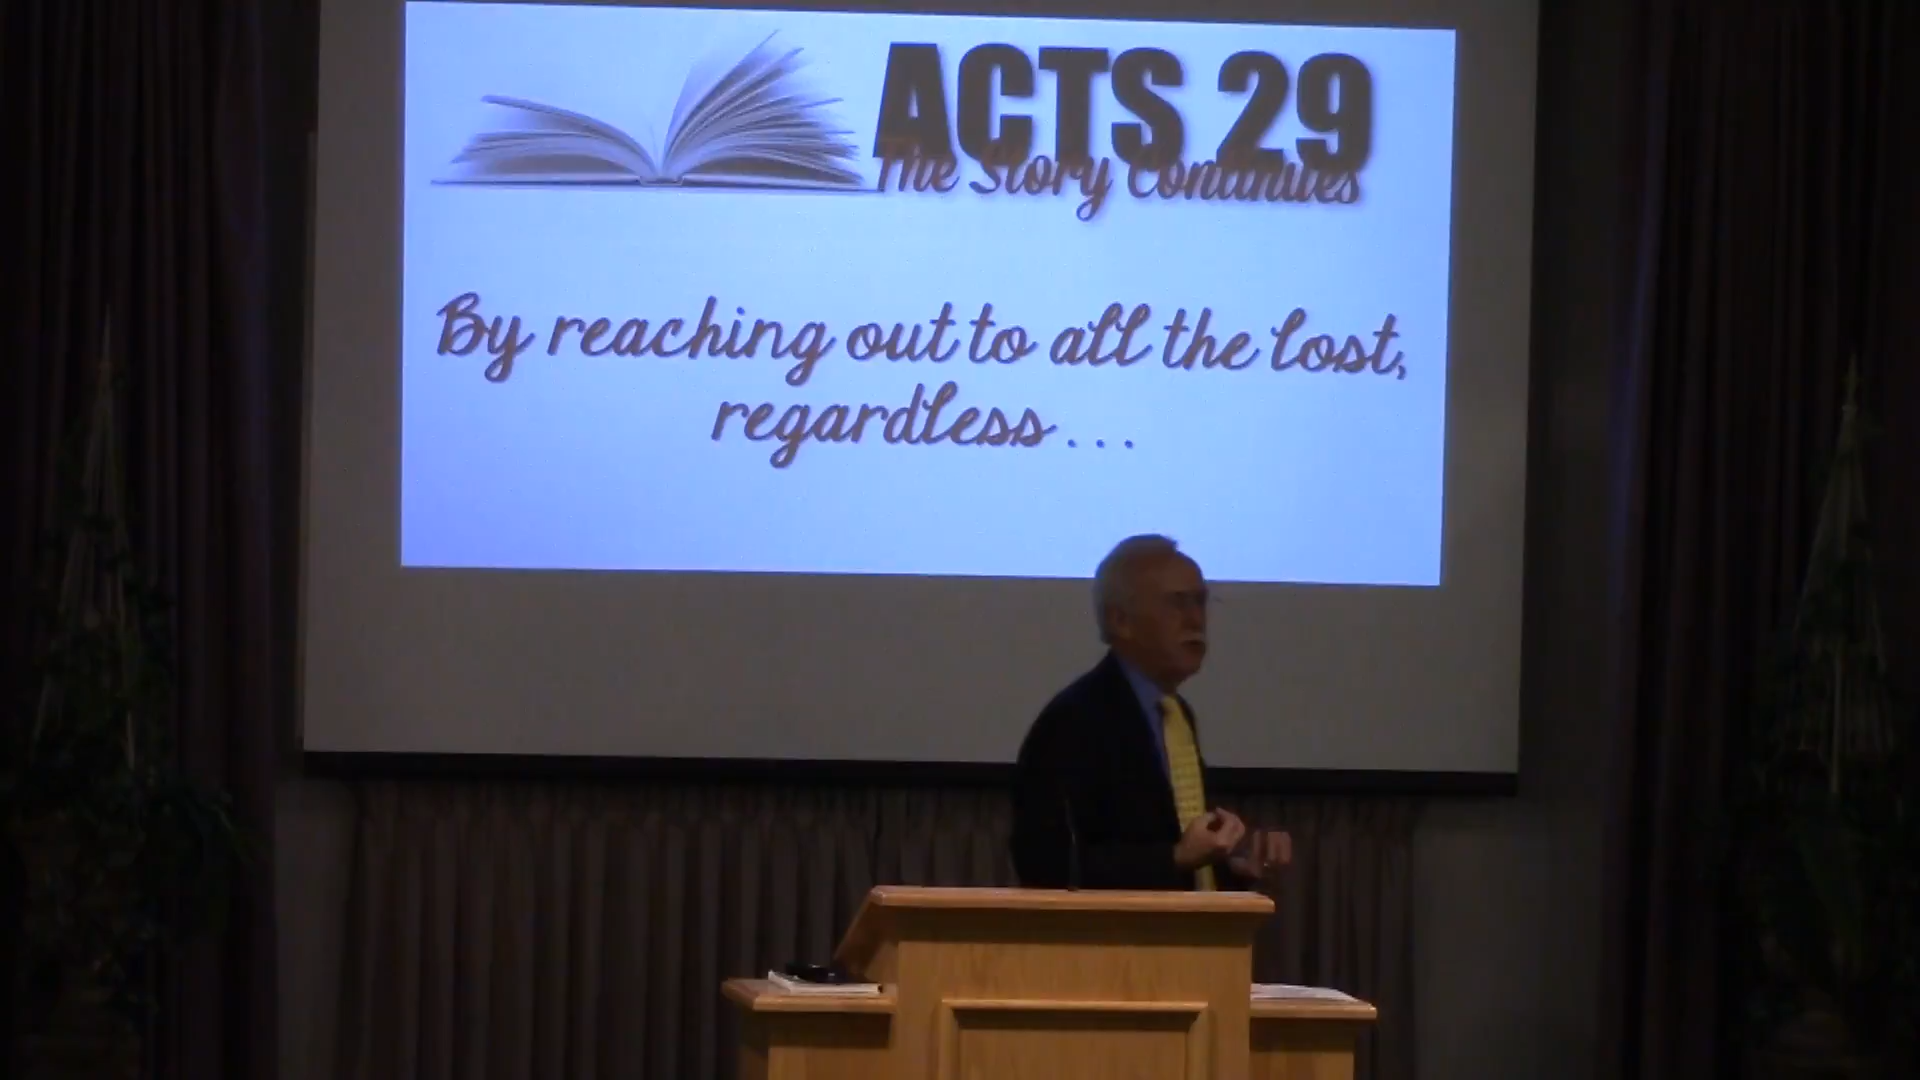 ACTS 29
The Story Continues
By reaching out to all the lost,
regardless . . .